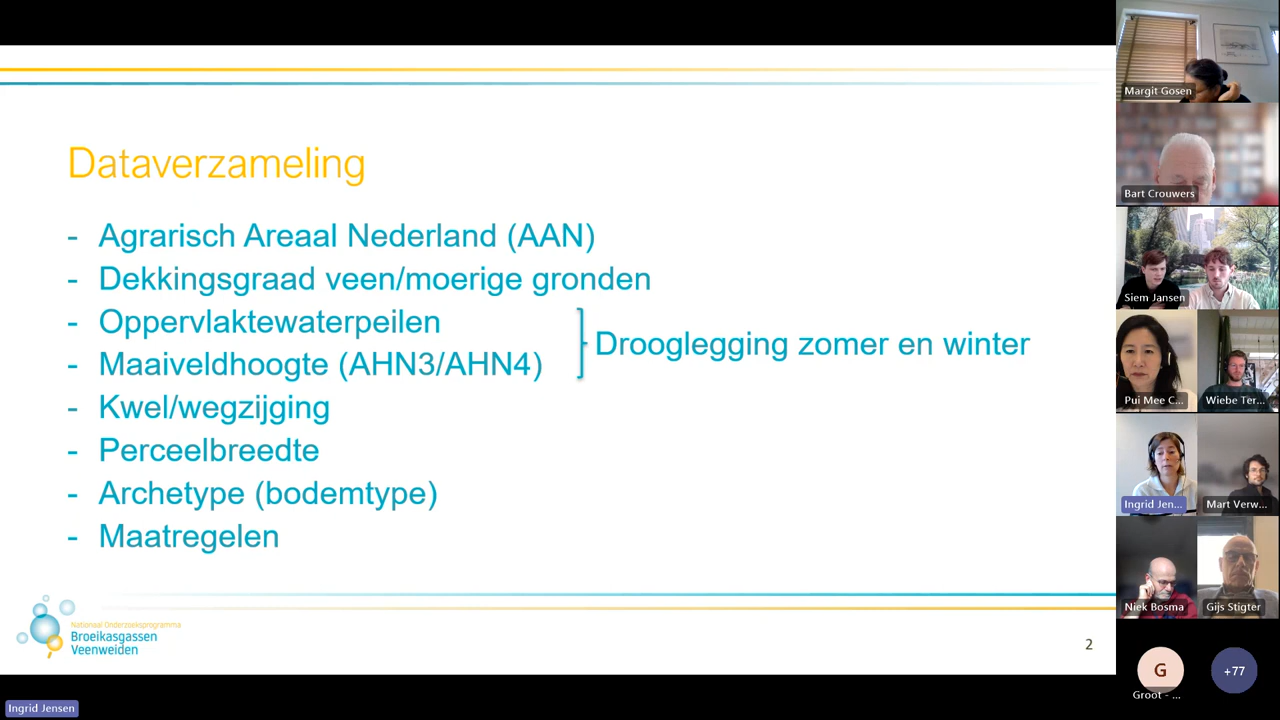 Dataverzameling
- Agrarisch Areaal Nederland (AAN)
- Dekkingsgraad veen/moerige gronden
- Oppervlaktewaterpeilen
- Maaiveldhoogte (AHN3/AHN4)
Drooglegging zomer en winter
- Kwel/wegzijging
- Perceelbreedte
- Archetype (bodemtype)
- Maatregelen
Nationaal Onderzoeksprogramma
Broeikasgassen
Veenweiden
2
Ingrid Jensen
Margit Gosen
Bart Crouwers
Siem Jansen
Pui Mee C...
Wiebe Ter...
Ingrid Jen...
Mart Verw...
Niek Bosma
Gijs Stigter
G
Groot - ...
+77